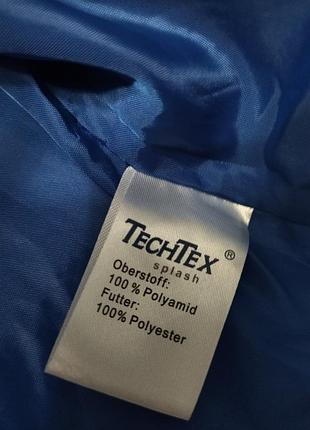 TECHTEX ®
splash
Oberstoff:
100 % Polyamid
Futter:
100% Polyester